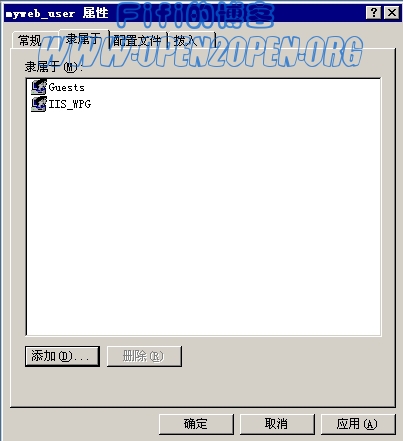 myweb_user 属性
Fifi的博客
常规
隶属于
配置文件
拨入
WWW.OPEN2OPEN.ORG
隶属于(M):
Guests
IIS_WPG
添加(D)...
删除(R)
确定
取消
应用(A)